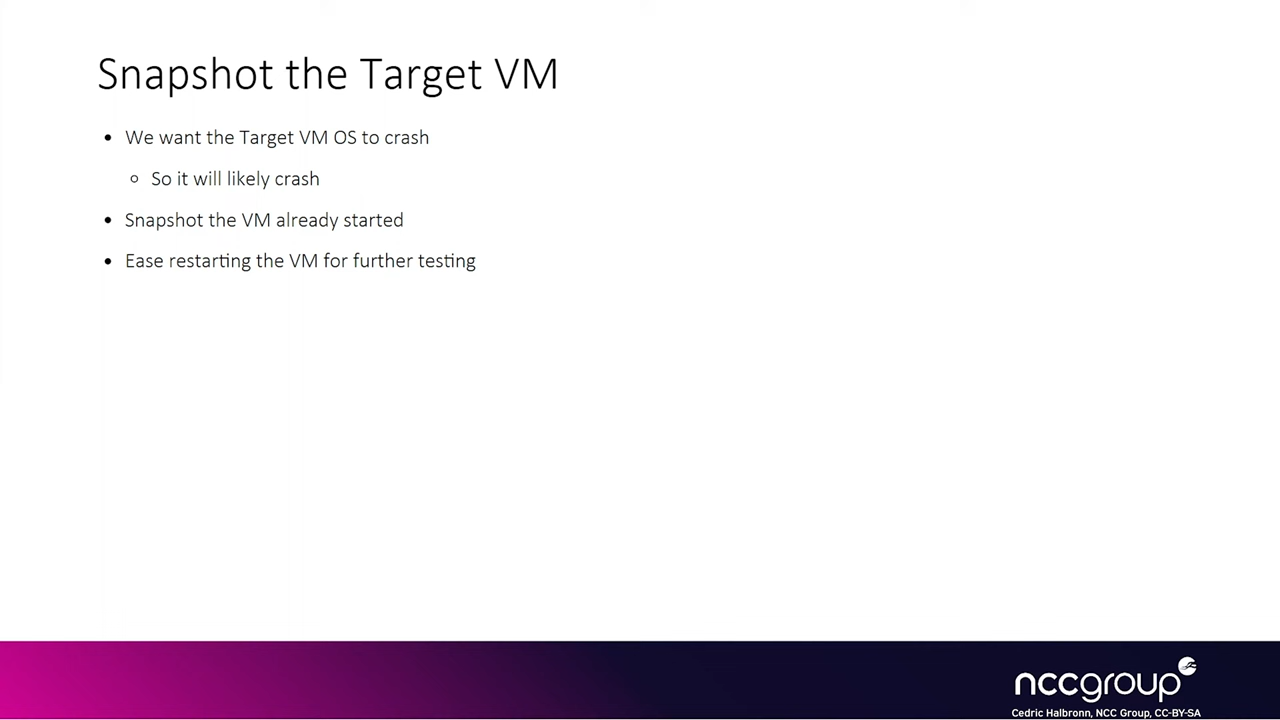 Snapshot the Target VM
• We want the Target VM OS to crash
○ So it will likely crash
• Snapshot the VM already started
• Ease restarting the VM for further testing
nccgroup
Cedric Halbronn, NCC Group, CC-BY-SA